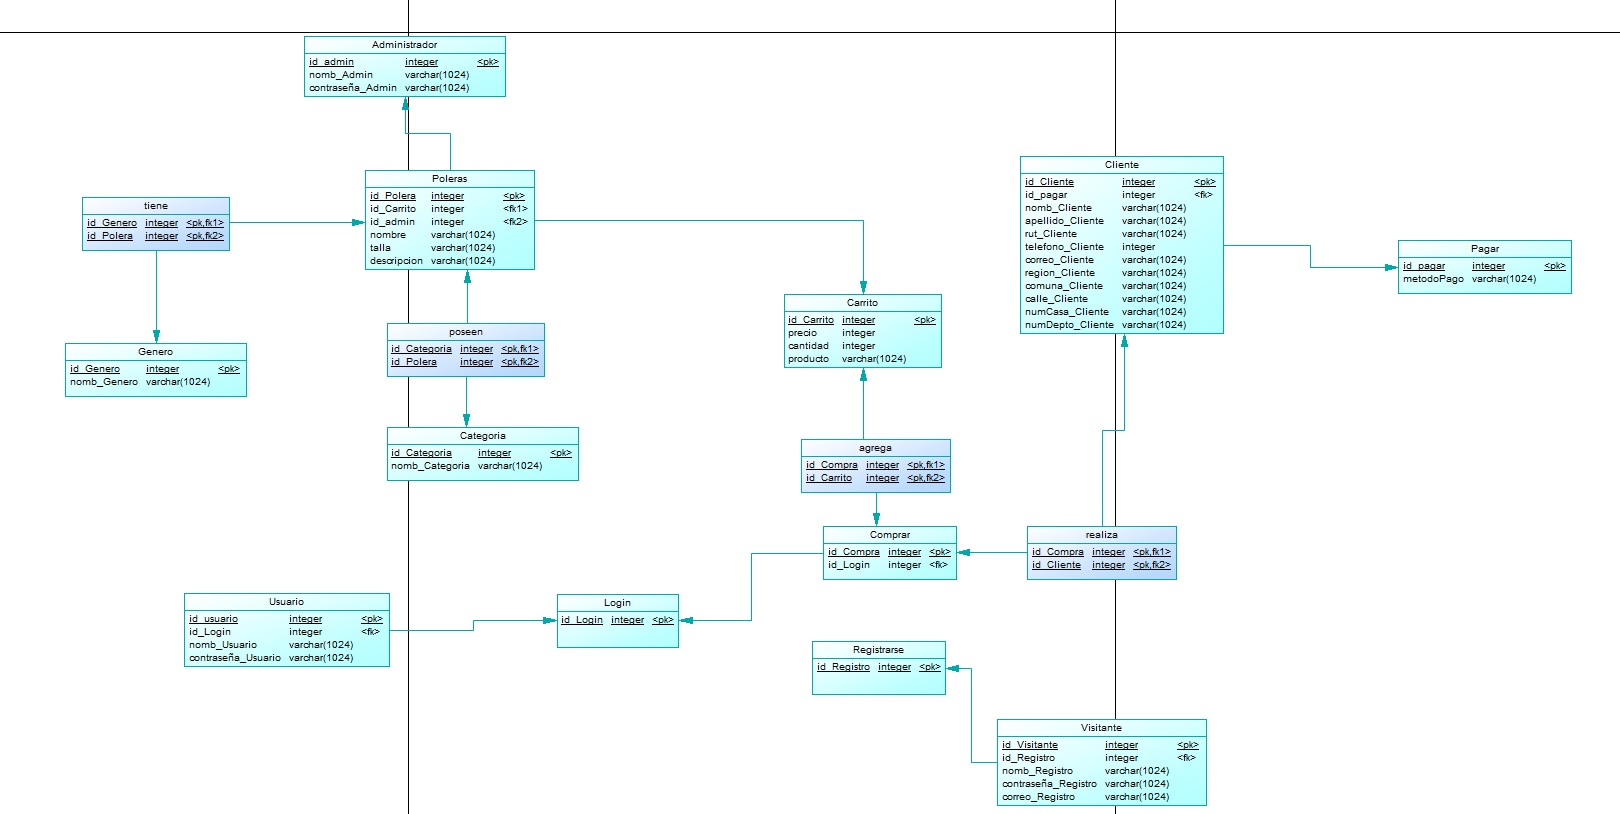 Administrador
id_admin integer <pk>
nomb_Admin varchar(1024)
contraseña_Admin varchar(1024)
Poleras
id_Polera integer <pk>
id_Carrito integer <fk1>
id_admin integer <fk2>
nombre varchar(1024)
talla varchar(1024)
descripcion varchar(1024)
Cliente
id_Cliente integer <pk>
id_pagar integer <fk>
nomb_Cliente varchar(1024)
apellido_Cliente varchar(1024)
rut_Cliente varchar(1024)
telefono_Cliente integer
correo_Cliente varchar(1024)
region_Cliente varchar(1024)
comuna_Cliente varchar(1024)
calle_Cliente varchar(1024)
numCasa_Cliente varchar(1024)
numDepto_Cliente varchar(1024)
tiene
id_Genero integer <pk,fk1>
id_Polera integer <pk,fk2>
Pagar
id_pagar integer <pk>
metodoPago varchar(1024)
Carrito
id_Carrito integer <pk>
precio integer
cantidad integer
producto varchar(1024)
poseen
id_Categoria integer <pk,fk1>
id_Polera integer <pk,fk2>
Genero
id_Genero integer <pk>
nomb_Genero varchar(1024)
Categoria
id_Categoria integer <pk>
nomb_Categoria varchar(1024)
agrega
id_Compra integer <pk,fk1>
id_Carrito integer <pk,fk2>
Comprar
id_Compra integer <pk>
id_Login integer <fk>
realiza
id_Compra integer <pk,fk1>
id_Cliente integer <pk,fk2>
Usuario
id_usuario integer <pk>
id_Login integer <fk>
nomb_Usuario varchar(1024)
contraseña_Usuario varchar(1024)
Login
id_Login integer <pk>
Registrarse
id_Registro integer <pk>
Visitante
id_Visitante integer <pk>
id_Registro integer <fk>
nomb_Registro varchar(1024)
contraseña_Registro varchar(1024)
correo_Registro varchar(1024)